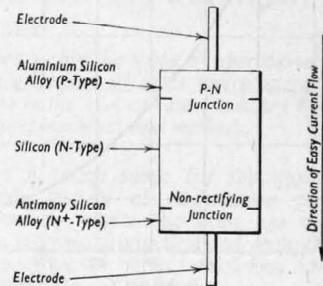 Electrode
Aluminium Silicon
Alloy (P-Type)
P-N
Junction
Silicon (N-Type)
Antimony Silicon
Alloy (N+-Type)
Non-rectifying
Junction
Electrode
Direction of Easy Current Flow